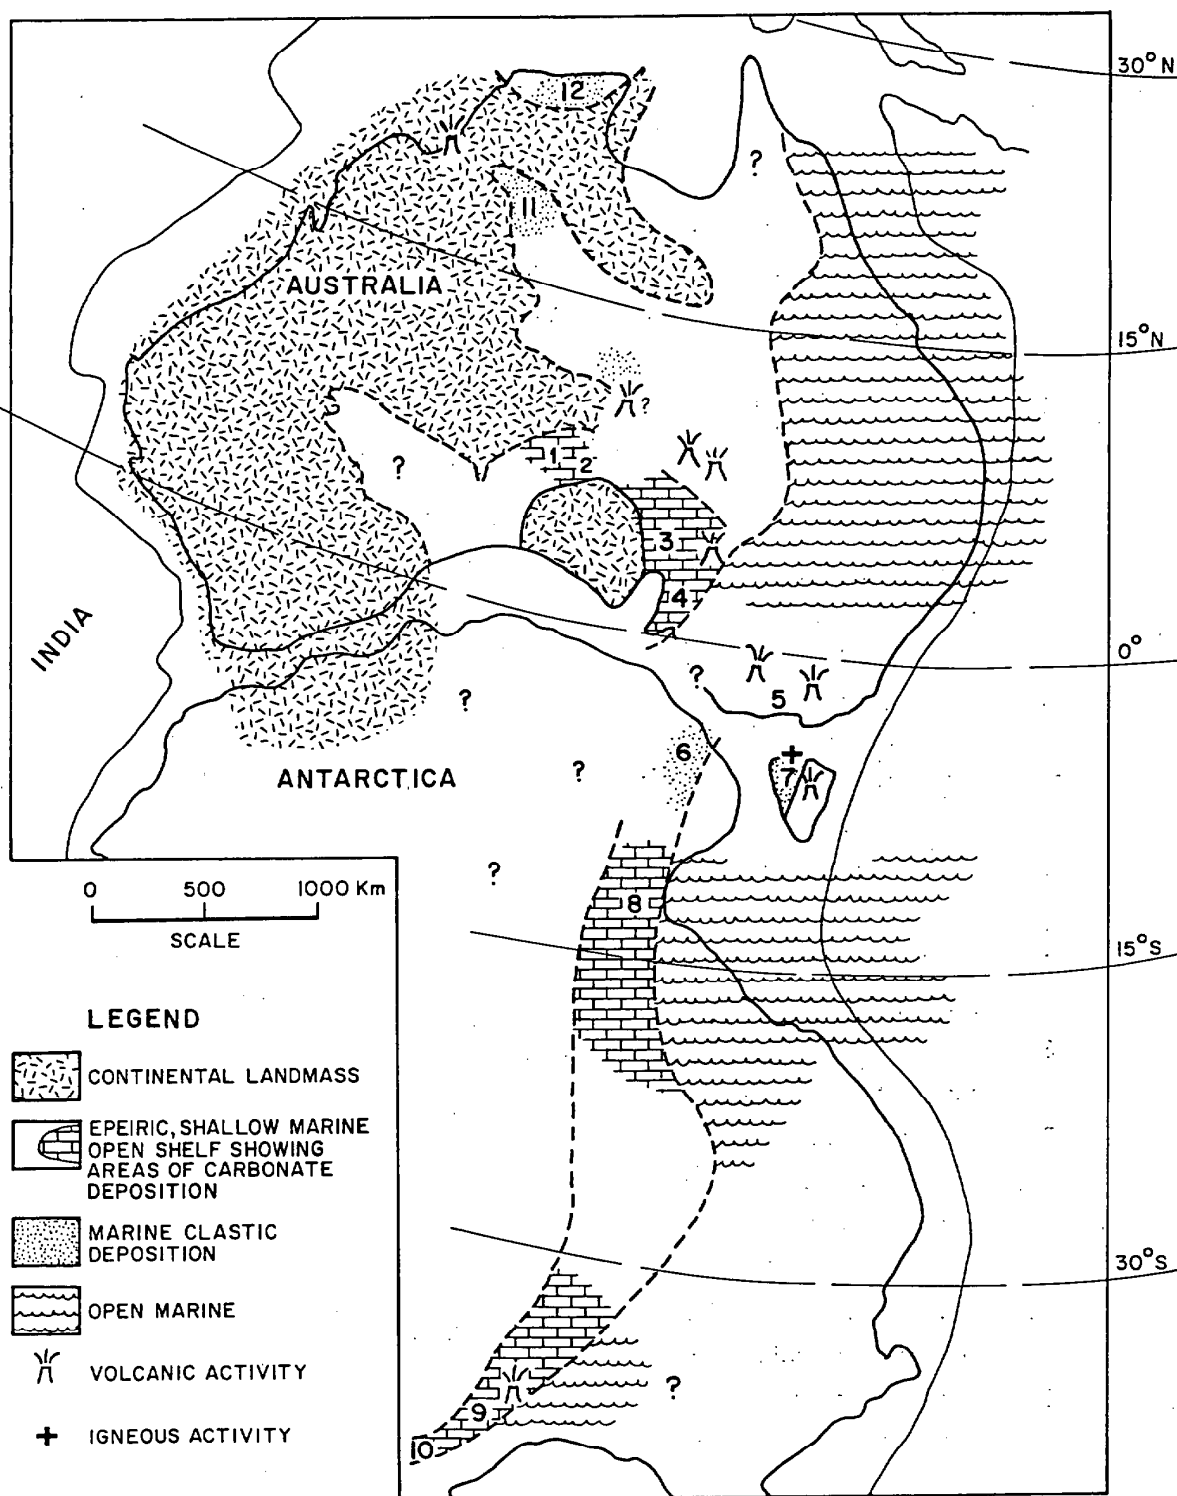 30°N
12
?
11
AUSTRALIA
15°N
?
1
2
?
3
4
INDIA
0°
?
?
5
6
7
ANTARCTICA
?
?
8
0 500 1000 Km
SCALE
15°S
LEGEND
CONTINENTAL LANDMASS
EPEIRIC, SHALLOW MARINE
OPEN SHELF SHOWING
AREAS OF CARBONATE
DEPOSITION
MARINE CLASTIC
DEPOSITION
30°S
OPEN MARINE
VOLCANIC ACTIVITY
?
9
IGNEOUS ACTIVITY
10